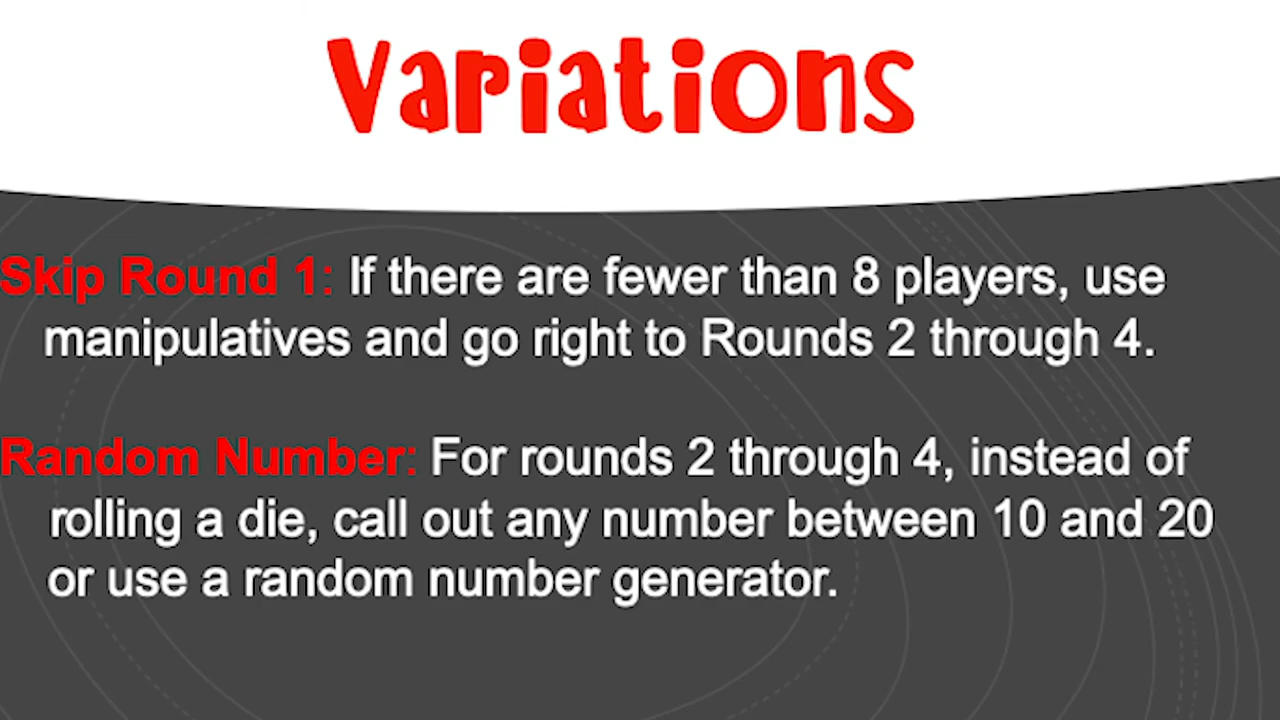 Variations
Skip Round 1: If there are fewer than 8 players, use
manipulatives and go right to Rounds 2 through 4.
Random Number: For rounds 2 through 4, instead of
rolling a die, call out any number between 10 and 20
or use a random number generator.